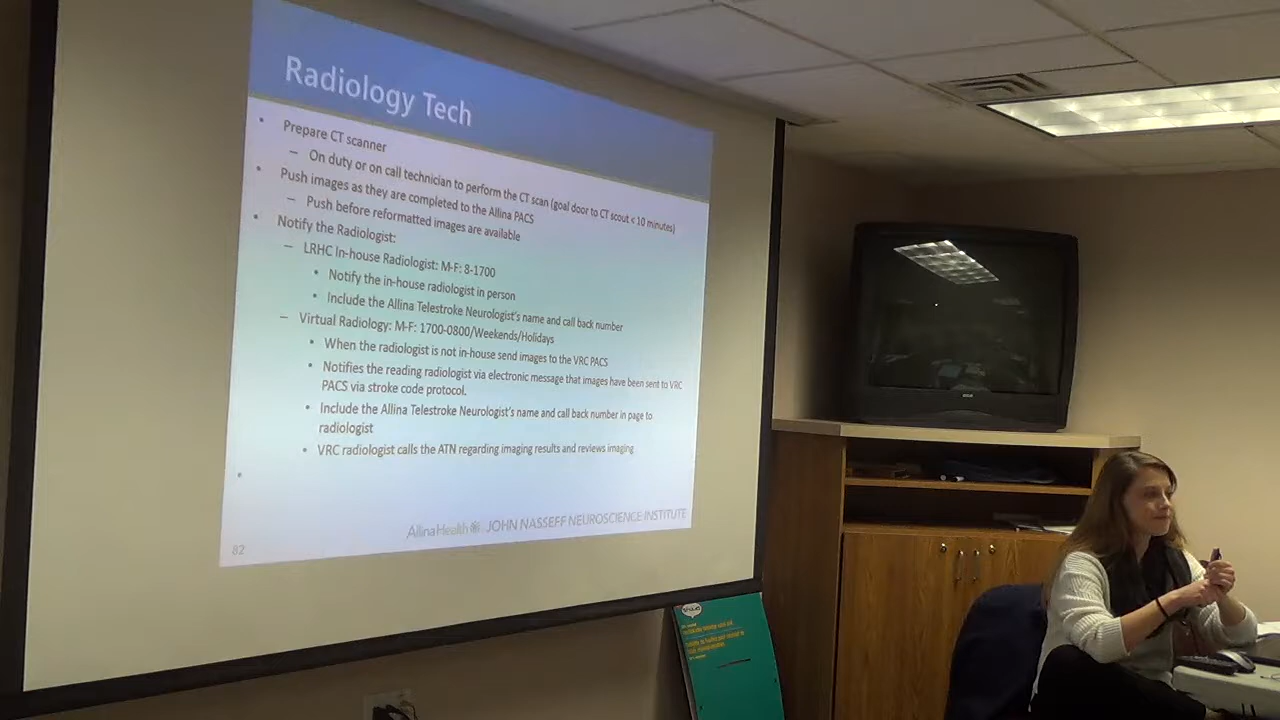 Radiology Tech
• Prepare CT scanner
– On duty or on call technician to perform the CT scan (goal door to CT scout < 10 minutes)
• Push images as they are completed to the Allina PACS
– Push before reformatted images are available
• Notify the Radiologist:
– LRHC In-house Radiologist: M-F: 8-1700
• Notify the in-house radiologist in person
• Include the Allina Telestroke Neurologist's name and call back number
– Virtual Radiology: M-F: 1700-0800/Weekends/Holidays
• When the radiologist is not in-house send images to the VRC PACS
• Notifies the reading radiologist via electronic message that images have been sent to VRC
PACS via stroke code protocol.
• Include the Allina Telestroke Neurologist's name and call back number in page to
radiologist
• VRC radiologist calls the ATN regarding imaging results and reviews imaging
•
AllinaHealth JOHN NASSEFF NEUROSCIENCE INSTITUTE
82